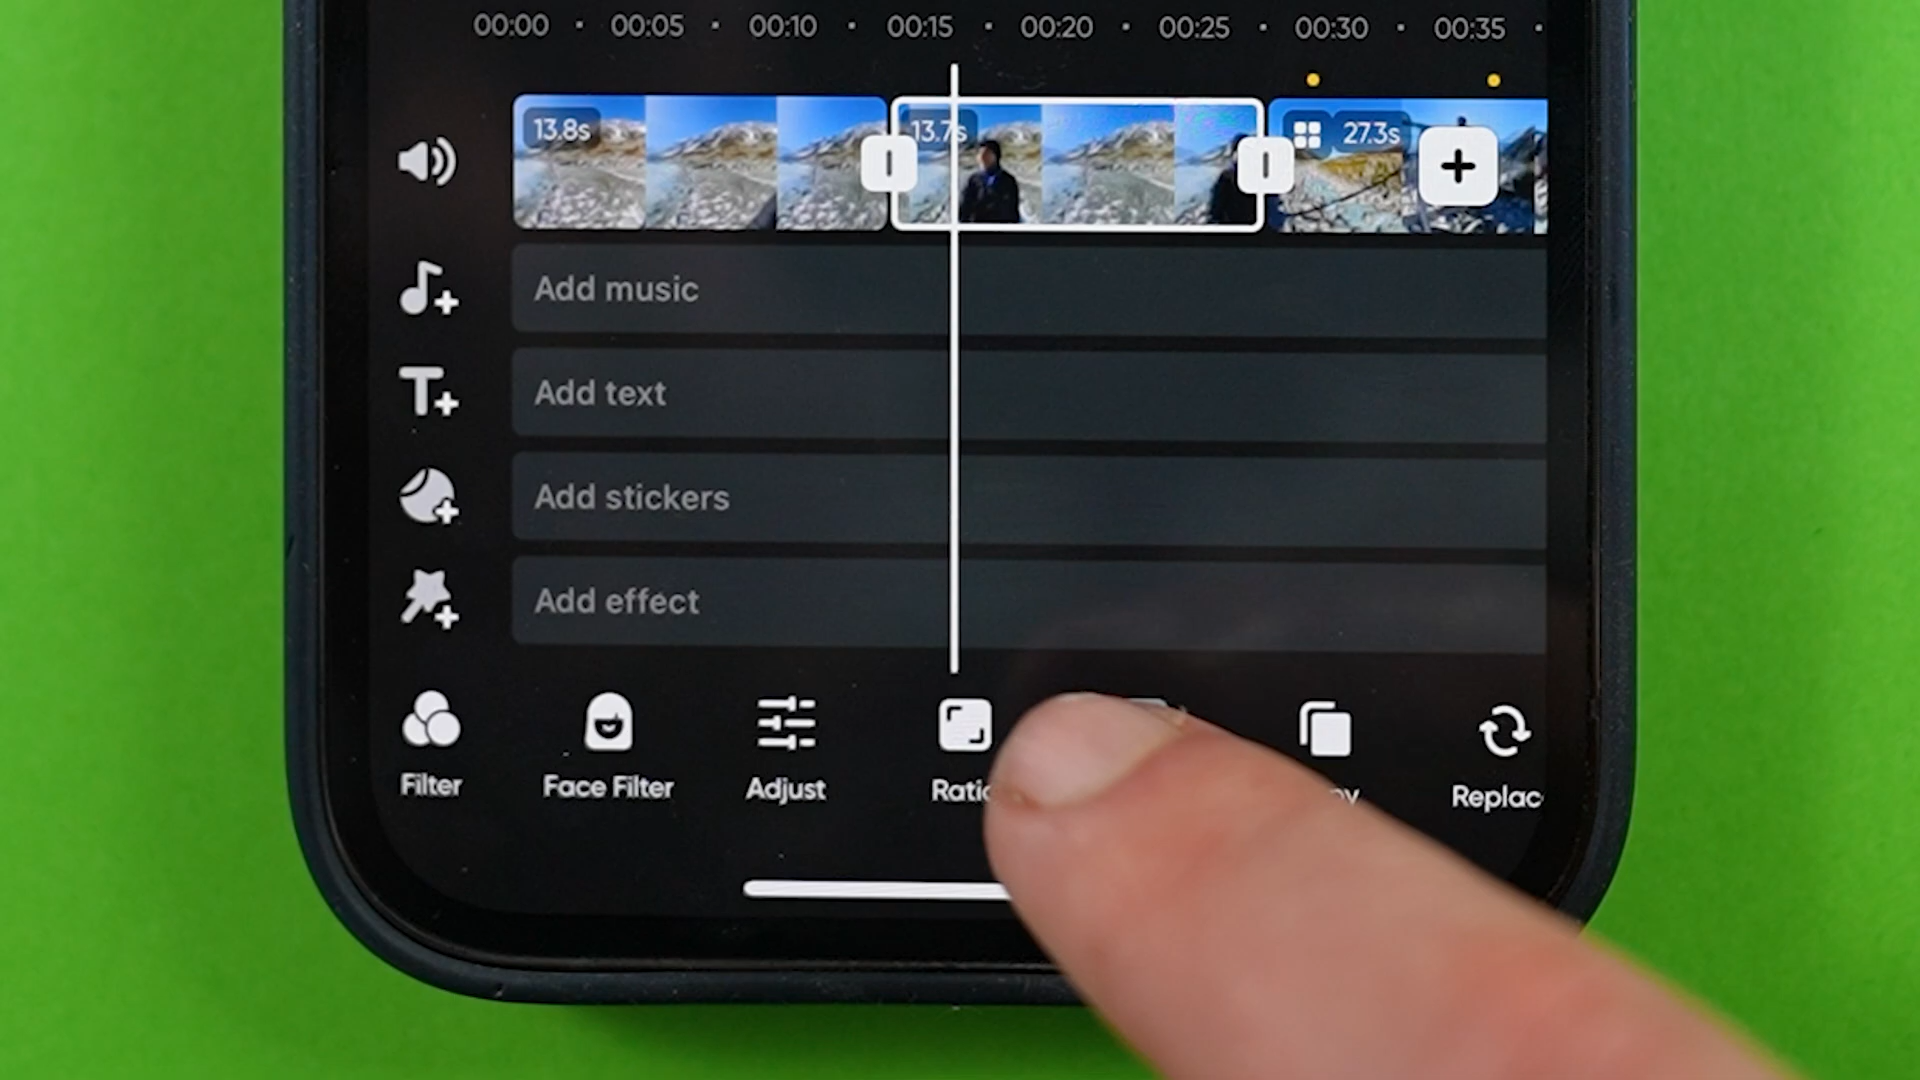 00:00 · 00:05 · 00:10 · 00:15 · 00:20 · 00:25 · 00:30 · 00:35 ·
13.8s 13.7s 27.3s
Add music
Add text
Add stickers
Add effect
Filter Face Filter Adjust Ratio Replac